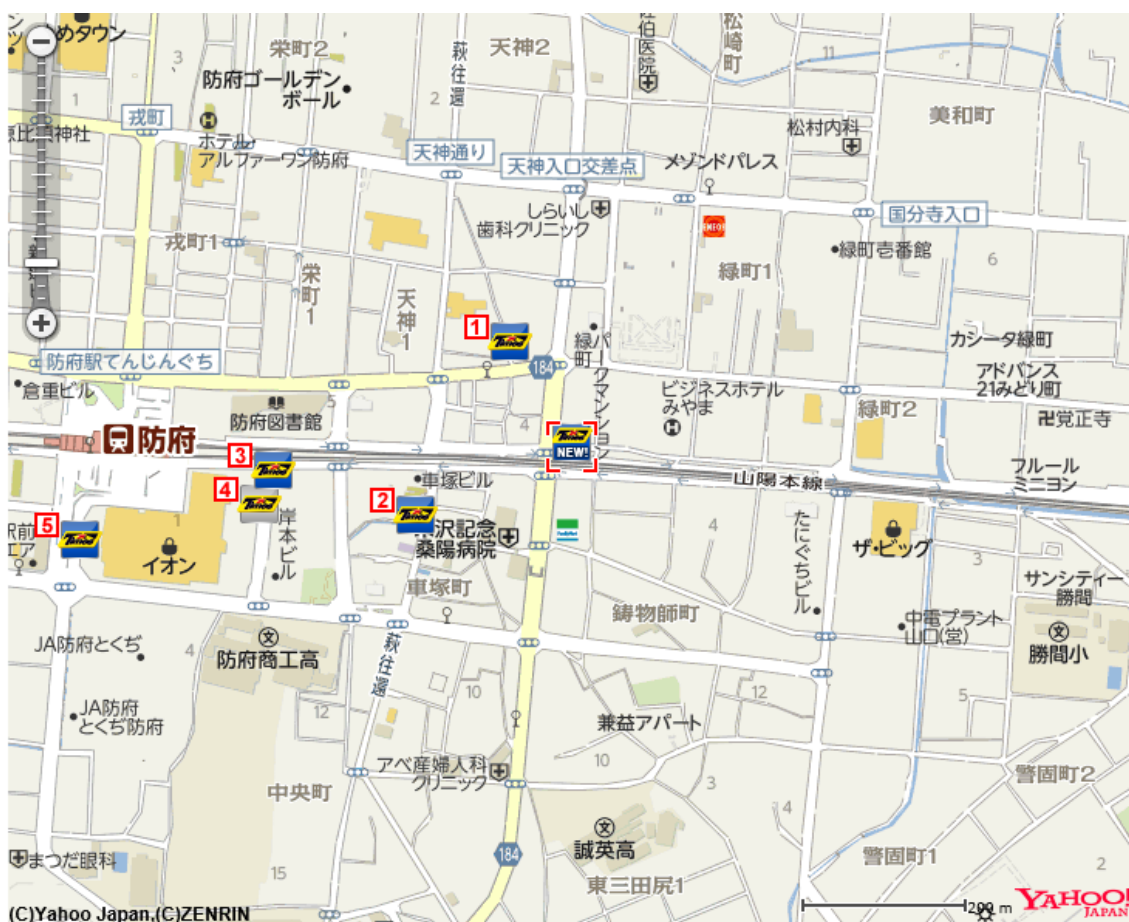 めタウン
栄町2
天神2
萩往還
佐伯医院
松崎町
11
3
防府ゴールデン
ボール
1
戎町
2
美和町
松村内科
ホテル
アルファーワン防府
天神通り
天神入口交差点
メゾンドパレス
しらいし
歯科クリニック
ENEOS
国分寺入口
戎町1
緑町1
緑町壱番館
6
栄町1
天神1
1
Tattoo
緑町
パークマンション
カシータ緑町
防府駅てんじんぐち
184
アドバンス
21みどり町
倉重ビル
5
防府図書館
ビジネスホテル
みやま
緑町2
卍覚正寺
4
防府
NEW!
3
山陽本線
フルール
ミニヨン
4
車塚ビル
2
岸本ビル
桑陽病院
FamilyMart
4
たにぐちビル
ザ・ビッグ
5
1
イオン
3
サンシティー
勝間
車塚町
鋳物師町
中電プラント
山口(営)
勝間小
JA防府とくぢ
4
防府商工高
萩往還
10
12
5
JA防府
とくぢ防府
12
兼益アパート
アベ産婦人科
クリニック
10
3
警固町2
中央町
4
誠英高
184
警固町1
まつだ眼科
15
東三田尻1
2
200 m
YAHOO!
JAPAN
(C)Yahoo Japan,(C)ZENRIN